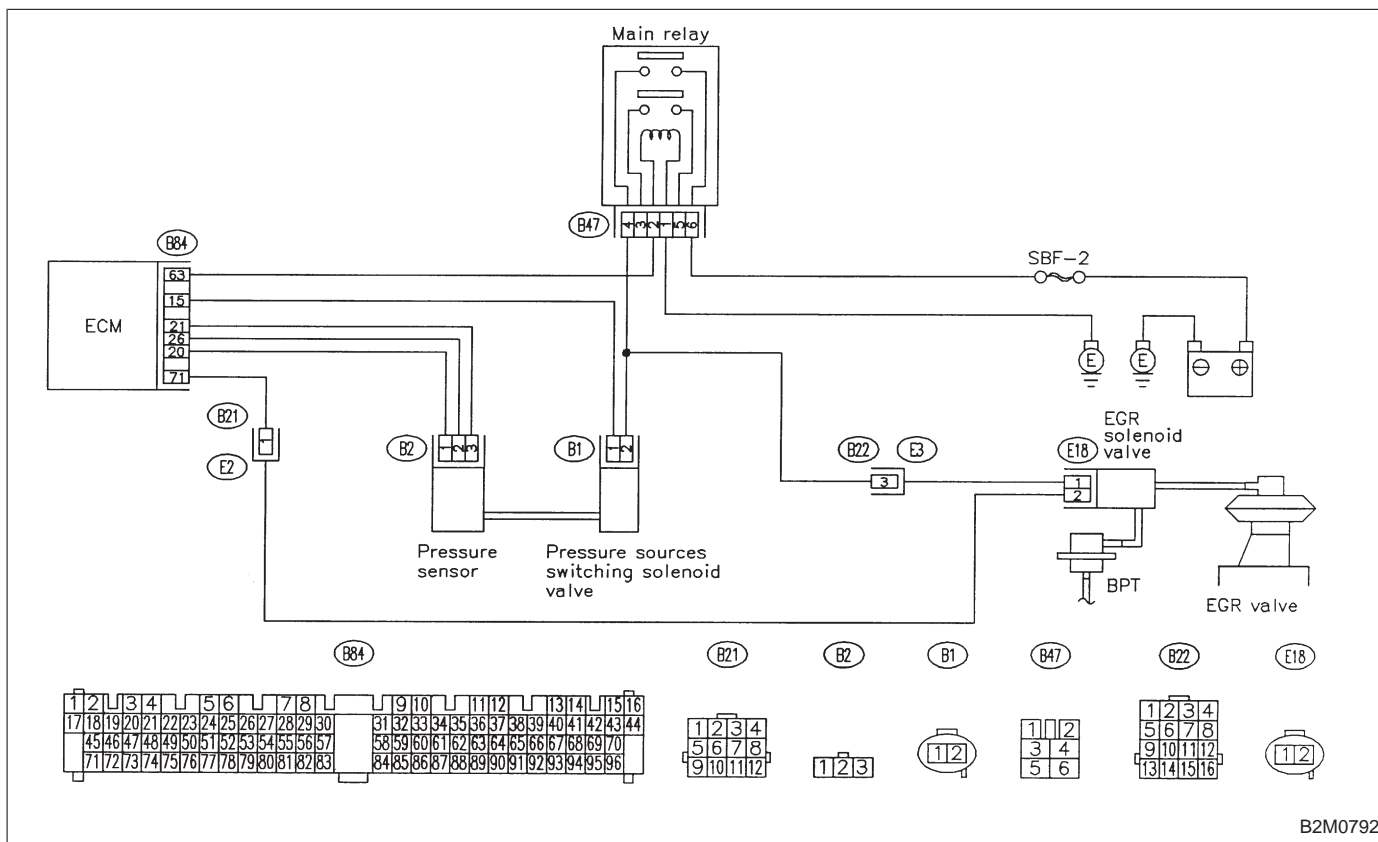 Main relay
B47
4 3 2 1 5 6
B84
SBF-2
63
15
ECM
21
26
20
71
E
E
⊖ ⊕
B21
1
E2
B2
1 2 3
B1
1 2
B22
E3
3
E18
1
2
EGR
solenoid
valve
Pressure
sensor
Pressure sources
switching solenoid
valve
BPT
EGR valve
B84
B21
B2
B1
B47
B22
E18
1 2 3 4 5 6 7 8 9 10 11 12 13 14 15 16
17 18 19 20 21 22 23 24 25 26 27 28 29 30 31 32 33 34 35 36 37 38 39 40 41 42 43 44
45 46 47 48 49 50 51 52 53 54 55 56 57 58 59 60 61 62 63 64 65 66 67 68 69 70
71 72 73 74 75 76 77 78 79 80 81 82 83 84 85 86 87 88 89 90 91 92 93 94 95 96
1 2 3 4
5 6 7 8
9 10 11 12
1 2 3
1 2
1 2
3 4
5 6
1 2 3 4
5 6 7 8
9 10 11 12
13 14 15 16
1 2
B2M0792